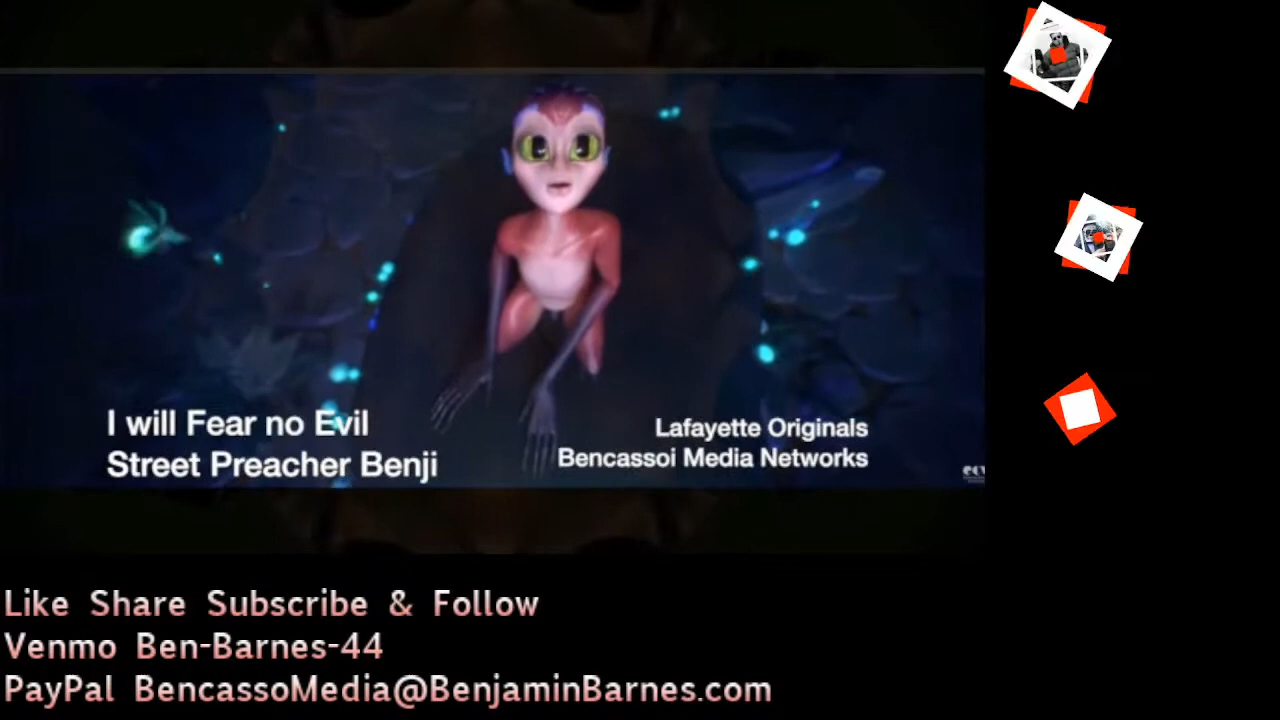 I will Fear no Evil
Street Preacher Benji
Lafayette Originals
Bencassoi Media Networks
Like Share Subscribe & Follow
Venmo Ben-Barnes-44
PayPal BencassoMedia@BenjaminBarnes.com